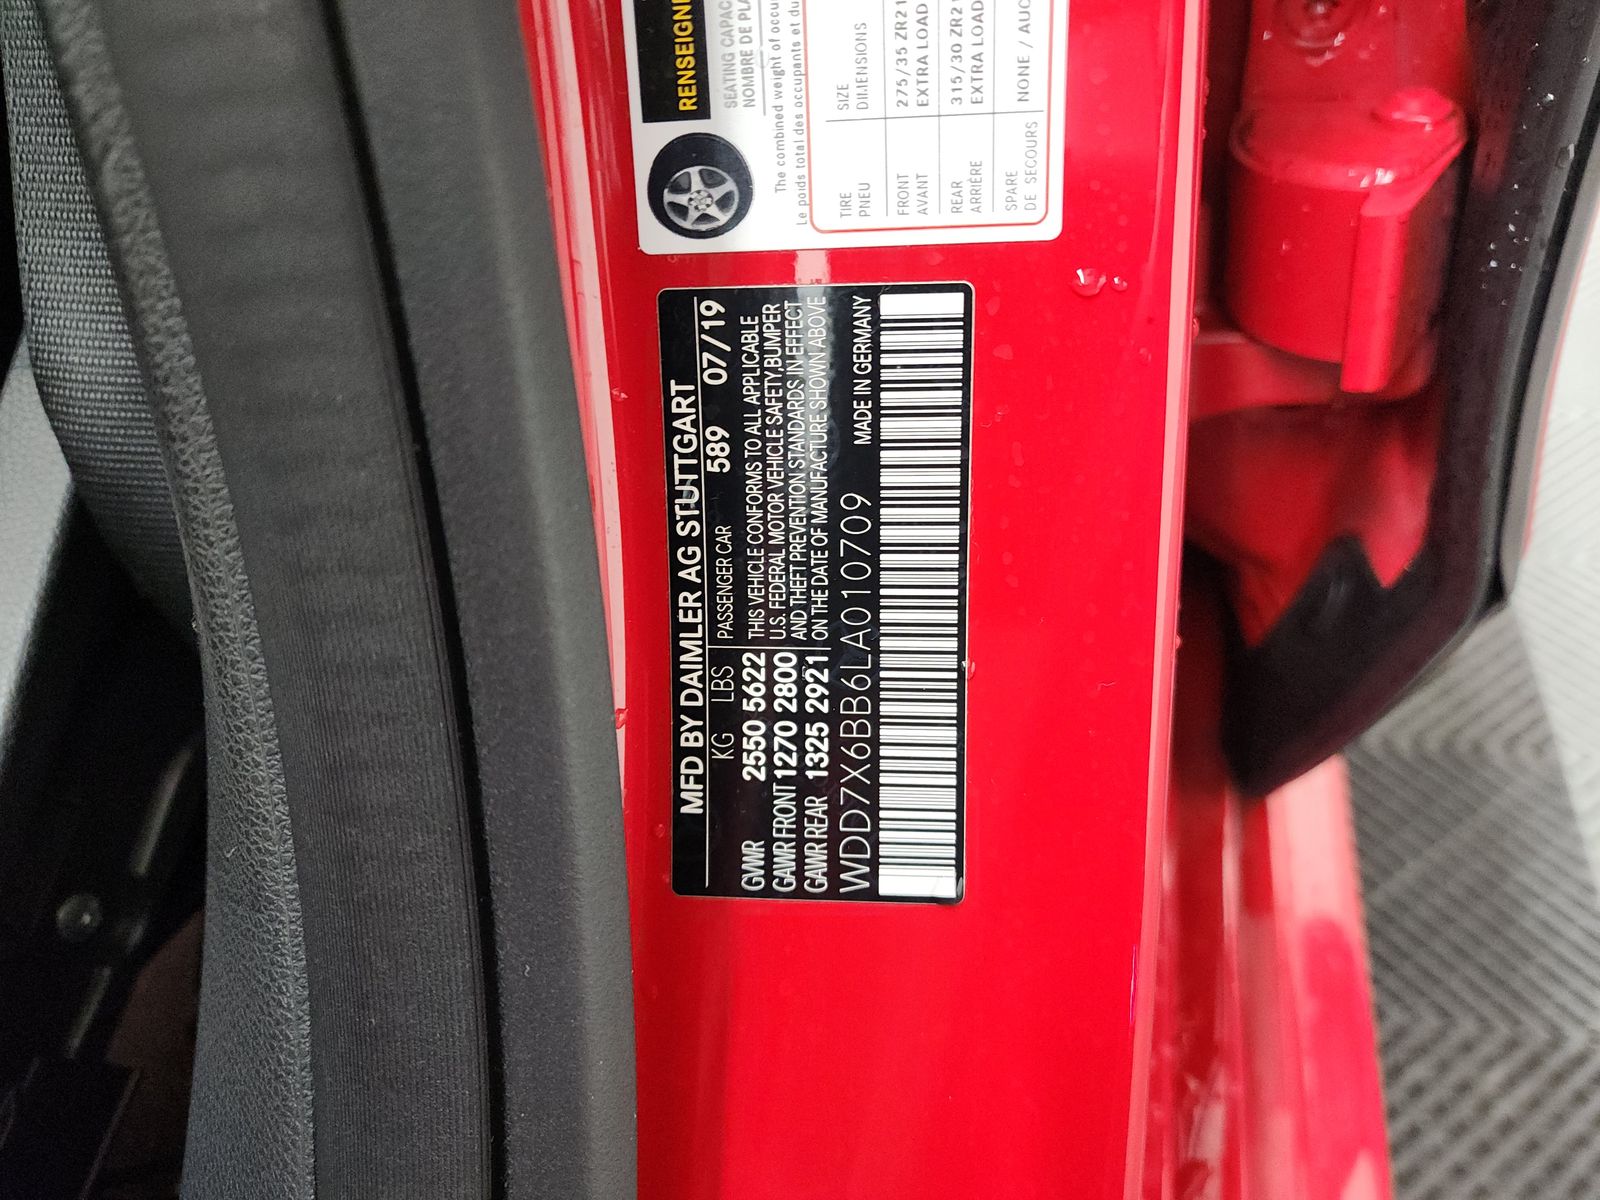 MFD BY DAIMLER AG STUTTGART
KG LBS PASSENGER CAR 589 07/19
GVWR 2550 5622 THIS VEHICLE CONFORMS TO ALL APPLICABLE
GAWR FRONT 1270 2800 U.S. FEDERAL MOTOR VEHICLE SAFETY,BUMPER
GAWR REAR 1325 2921 AND THEFT PREVENTION STANDARDS IN EFFECT
ON THE DATE OF MANUFACTURE SHOWN ABOVE
WDD7X6BB6LA010709 MADE IN GERMANY
SEATING CAPAC
NOMBRE DE PLA
The combined weight of occu
Le poids total des occupants et du
TIRE SIZE
PNEU DIMENSIONS
FRONT 275/35 ZR21
AVANT EXTRA LOAD
REAR 315/30 ZR21
ARRIÈRE EXTRA LOAD
SPARE NONE / AUC
DE SECOURS